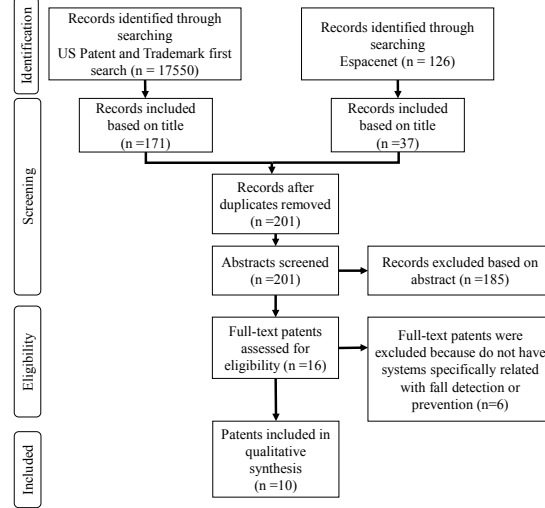 Identification
Records identified through
searching
US Patent and Trademark first
search (n = 17550)
Records identified through
searching
Espacenet (n = 126)
Screening
Records included
based on title
(n =171)
Records included
based on title
(n =37)
Records after
duplicates removed
(n =201)
Abstracts screened
(n =201)
Records excluded based on
abstract (n =185)
Eligibility
Full-text patents
assessed for
eligibility (n =16)
Full-text patents were
excluded because do not have
systems specifically related
with fall detection or
prevention (n=6)
Included
Patents included in
qualitative
synthesis
(n =10)